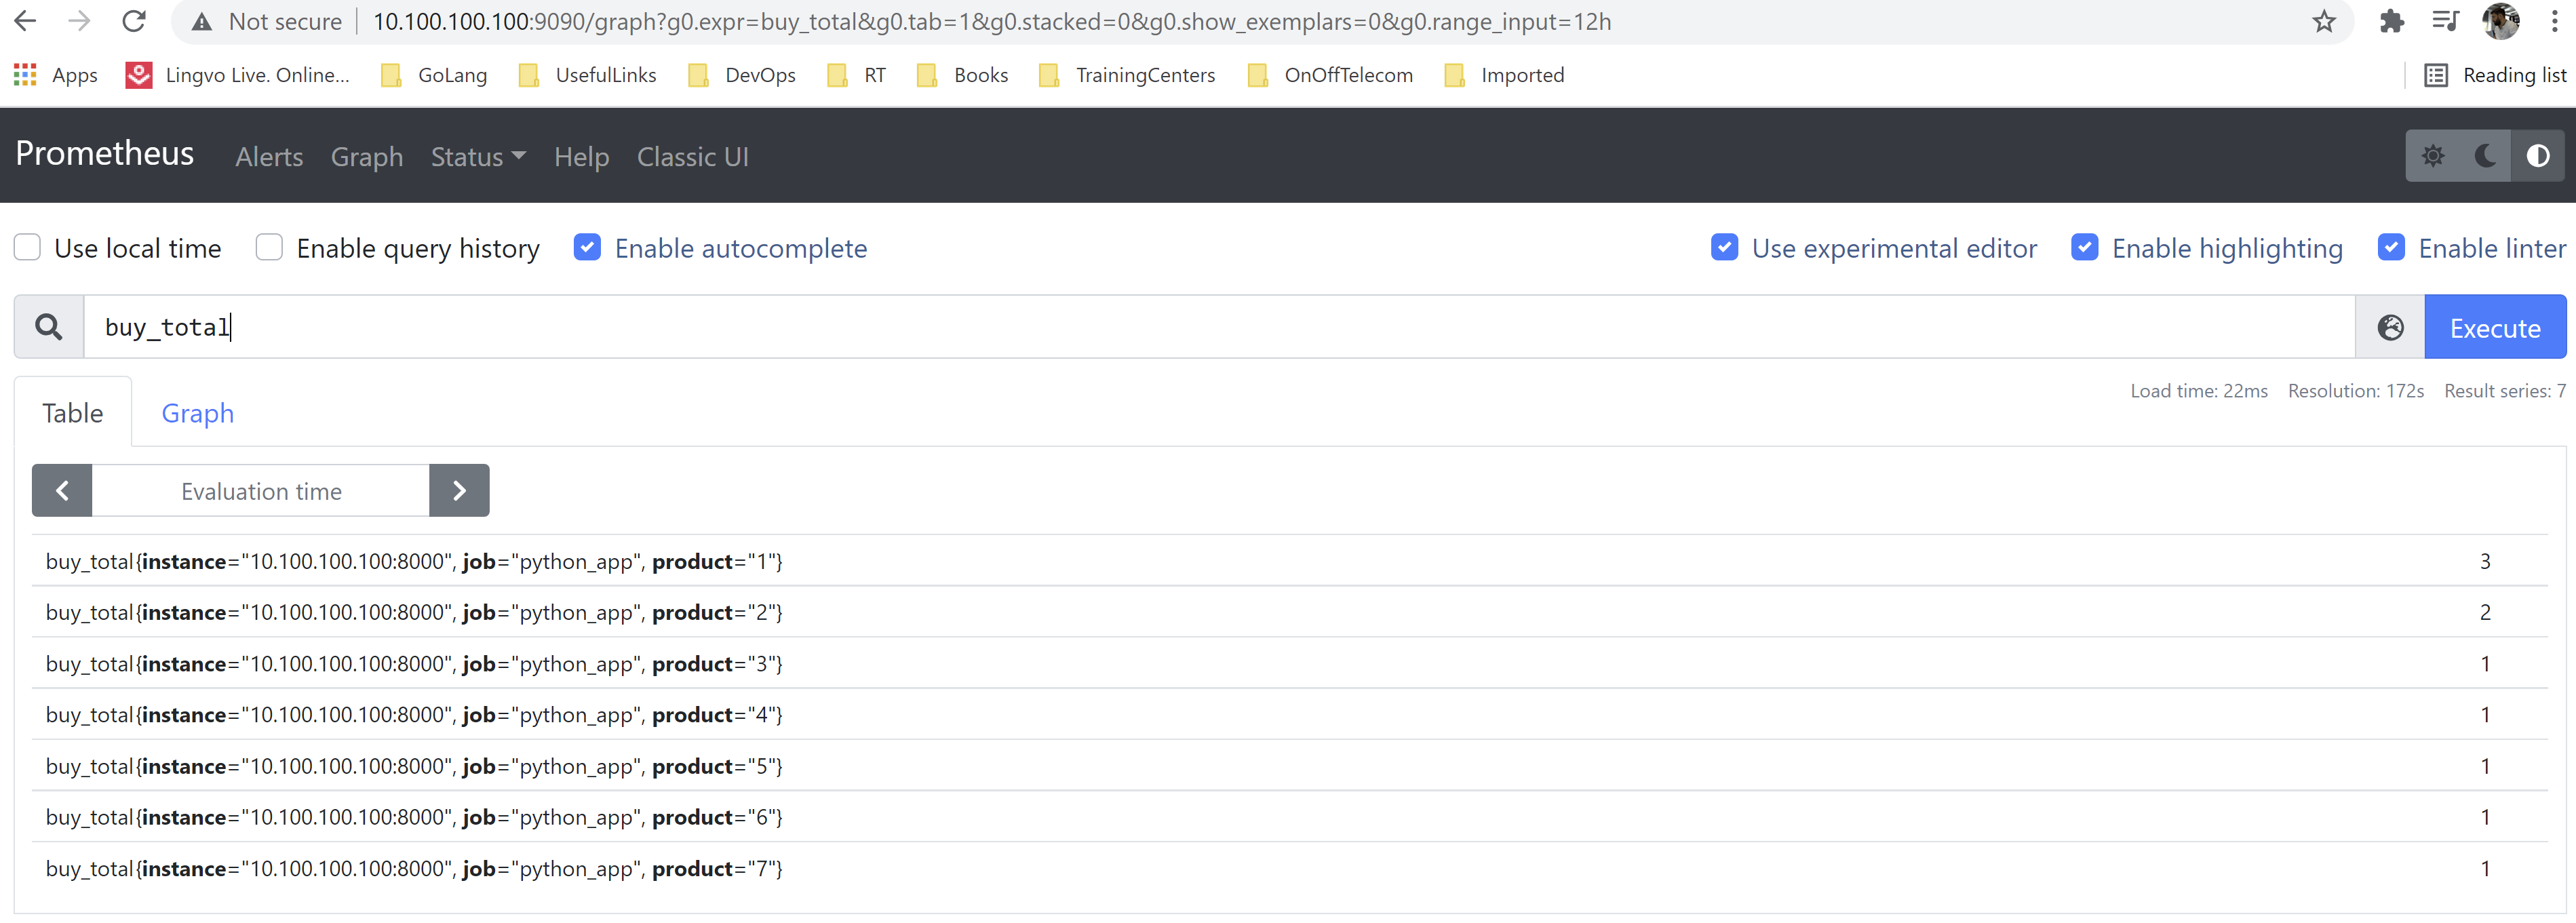 Not secure 10.100.100.100:9090/graph?g0.expr=buy_total&g0.tab=1&g0.stacked=0&g0.show_exemplars=0&g0.range_input=12h
Apps Lingvo Live. Online... GoLang UsefulLinks DevOps RT Books TrainingCenters OnOffTelecom Imported Reading list
Prometheus Alerts Graph Status Help Classic UI
Use local time Enable query history Enable autocomplete Use experimental editor Enable highlighting Enable linter
buy_total Execute
Load time: 22ms Resolution: 172s Result series: 7
Table Graph
Evaluation time
buy_total{instance="10.100.100.100:8000", job="python_app", product="1"} 3
buy_total{instance="10.100.100.100:8000", job="python_app", product="2"} 2
buy_total{instance="10.100.100.100:8000", job="python_app", product="3"} 1
buy_total{instance="10.100.100.100:8000", job="python_app", product="4"} 1
buy_total{instance="10.100.100.100:8000", job="python_app", product="5"} 1
buy_total{instance="10.100.100.100:8000", job="python_app", product="6"} 1
buy_total{instance="10.100.100.100:8000", job="python_app", product="7"} 1